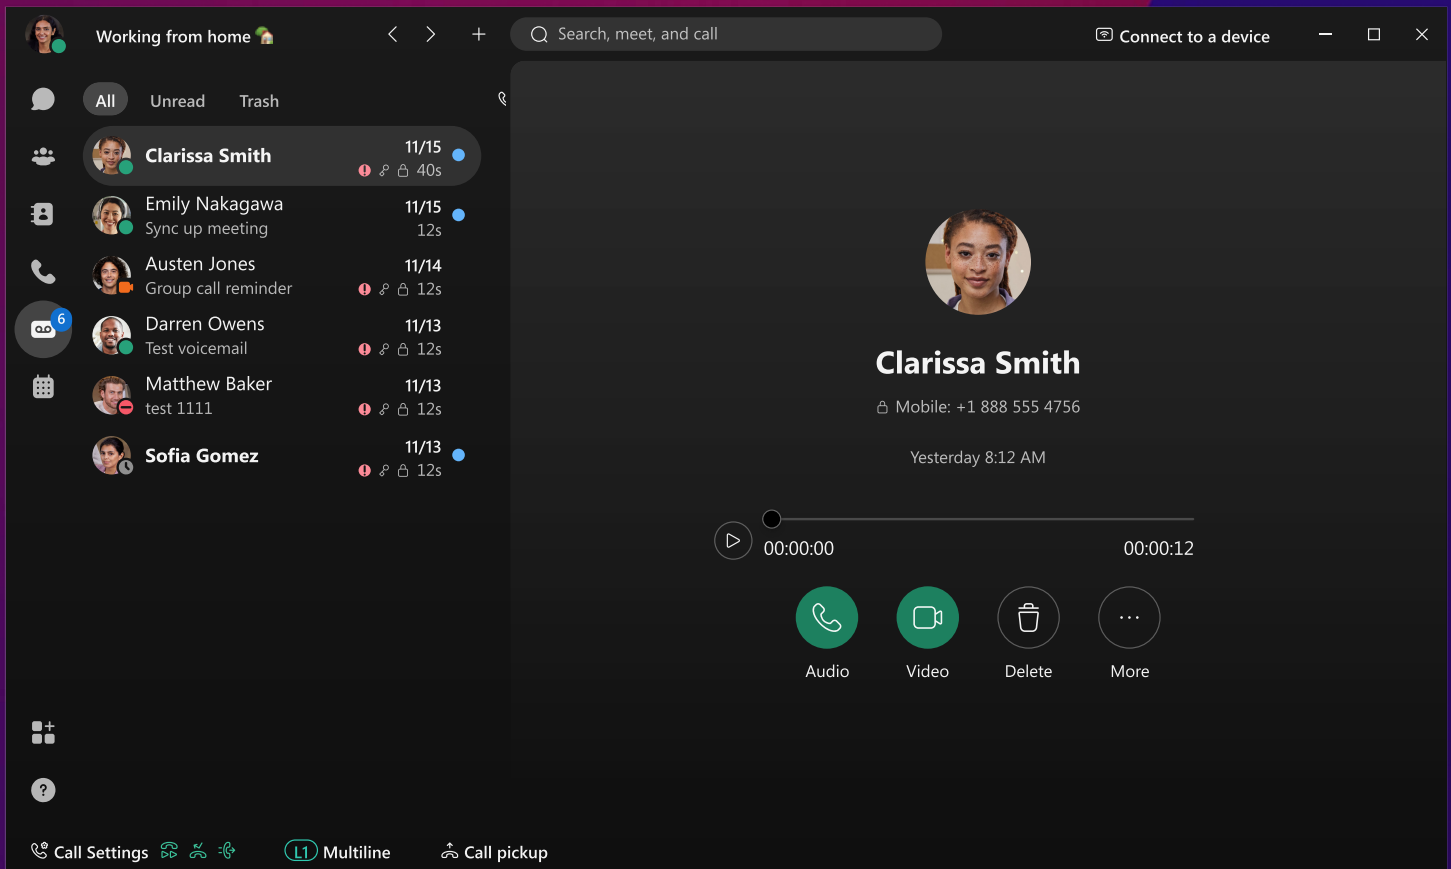 Working from home
Search, meet, and call
Connect to a device
All
Unread
Trash
Clarissa Smith
11/15
40s
Emily Nakagawa
11/15
Sync up meeting
12s
Austen Jones
11/14
Group call reminder
12s
Darren Owens
11/13
Test voicemail
12s
6
Matthew Baker
11/13
test 1111
12s
Sofia Gomez
11/13
12s
Clarissa Smith
Mobile: +1 888 555 4756
Yesterday 8:12 AM
00:00:00
00:00:12
Audio
Video
Delete
More
Call Settings
L1 Multiline
Call pickup